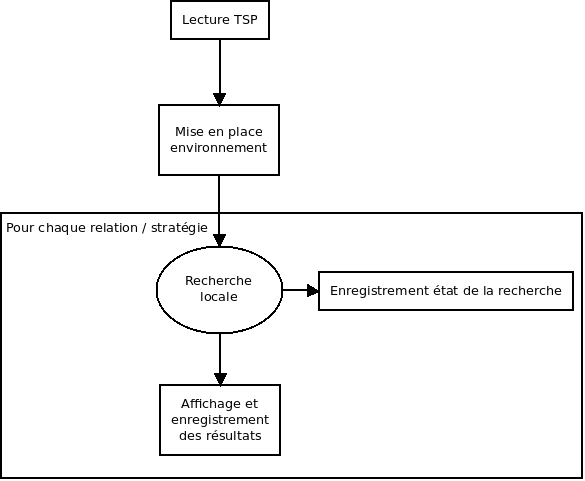 Lecture TSP
Mise en place
environnement
Pour chaque relation / stratégie
Recherche
locale
Enregistrement état de la recherche
Affichage et
enregistrement
des résultats